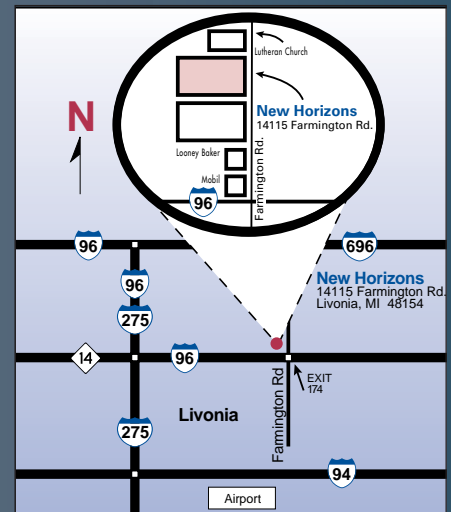 Lutheran Church
N
New Horizons
14115 Farmington Rd.
Looney Baker
Mobil
Farmington Rd.
96
96
696
96
New Horizons
14115 Farmington Rd.
Livonia, MI 48154
275
14
96
EXIT
174
Farmington Rd
Livonia
275
94
Airport